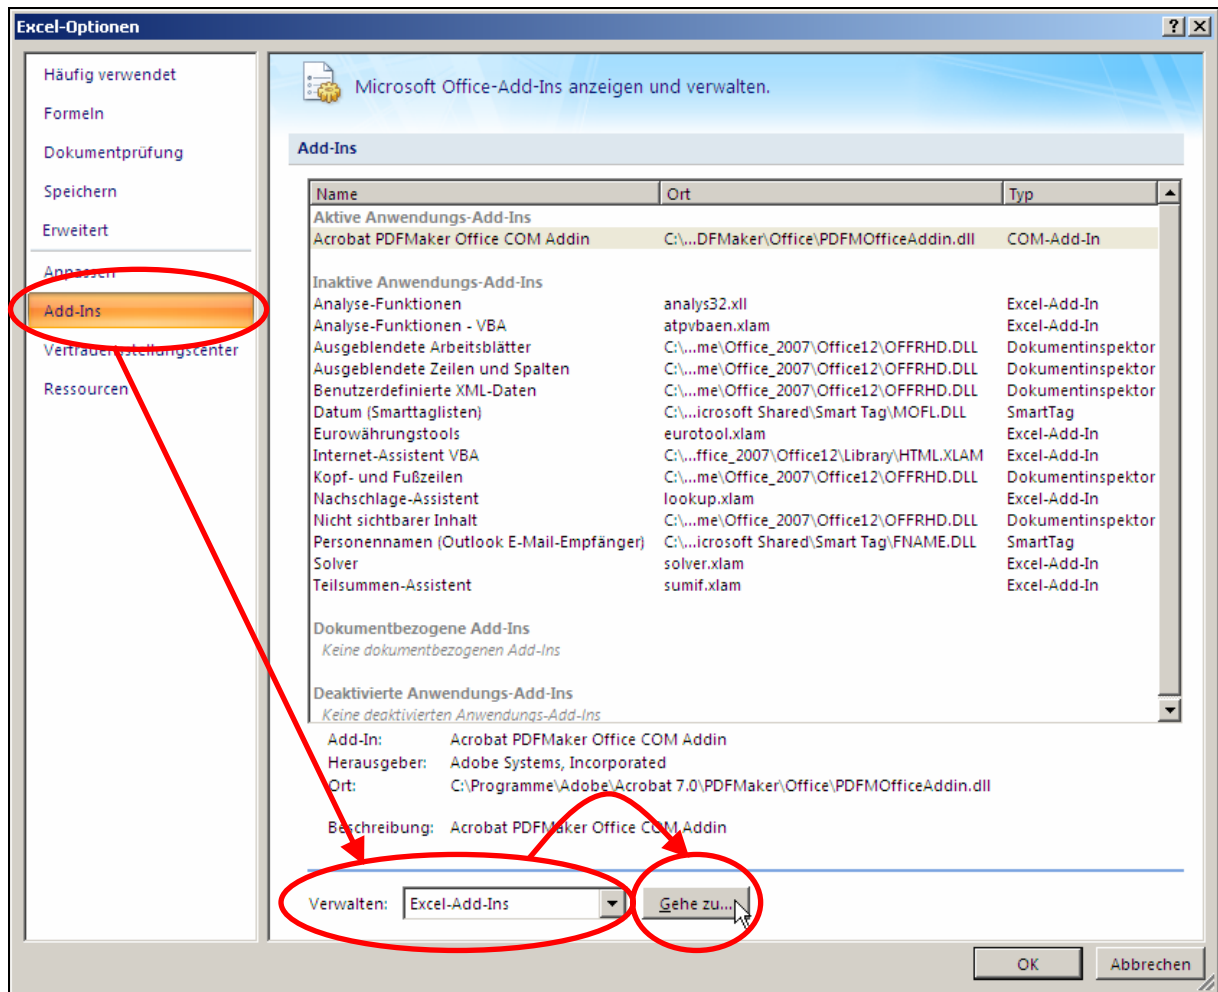 Excel-Optionen
Häufig verwendet
Formeln
Dokumentprüfung
Speichern
Erweitert
Anpassen
Add-Ins
Vertrauensstellungscenter
Ressourcen
Microsoft Office-Add-Ins anzeigen und verwalten.
Add-Ins
Name Ort Typ
Aktive Anwendungs-Add-Ins
Acrobat PDFMaker Office COM Addin C:\...DFMaker\Office\PDFMOfficeAddin.dll COM-Add-In
Inaktive Anwendungs-Add-Ins
Analyse-Funktionen analys32.xll Excel-Add-In
Analyse-Funktionen - VBA atpvbaen.xlam Excel-Add-In
Ausgeblendete Arbeitsblätter C:\...me\Office_2007\Office12\OFFRHD.DLL Dokumentinspektor
Ausgeblendete Zeilen und Spalten C:\...me\Office_2007\Office12\OFFRHD.DLL Dokumentinspektor
Benutzerdefinierte XML-Daten C:\...me\Office_2007\Office12\OFFRHD.DLL Dokumentinspektor
Datum (Smarttaglisten) C:\...icrosoft Shared\Smart Tag\MOFL.DLL SmartTag
Eurowährungstools eurotool.xlam Excel-Add-In
Internet-Assistent VBA C:\...ffice_2007\Office12\Library\HTML.XLAM Excel-Add-In
Kopf- und Fußzeilen C:\...me\Office_2007\Office12\OFFRHD.DLL Dokumentinspektor
Nachschlage-Assistent lookup.xlam Excel-Add-In
Nicht sichtbarer Inhalt C:\...me\Office_2007\Office12\OFFRHD.DLL Dokumentinspektor
Personennamen (Outlook E-Mail-Empfänger) C:\...icrosoft Shared\Smart Tag\FNAME.DLL SmartTag
Solver solver.xlam Excel-Add-In
Teilsummen-Assistent sumif.xlam Excel-Add-In
Dokumentbezogene Add-Ins
Keine dokumentbezogenen Add-Ins
Deaktivierte Anwendungs-Add-Ins
Keine deaktivierten Anwendungs-Add-Ins
Add-In: Acrobat PDFMaker Office COM Addin
Herausgeber: Adobe Systems, Incorporated
Ort: C:\Programme\Adobe\Acrobat 7.0\PDFMaker\Office\PDFMOfficeAddin.dll
Beschreibung: Acrobat PDFMaker Office COM Addin
Verwalten: Excel-Add-Ins Gehe zu...
OK Abbrechen